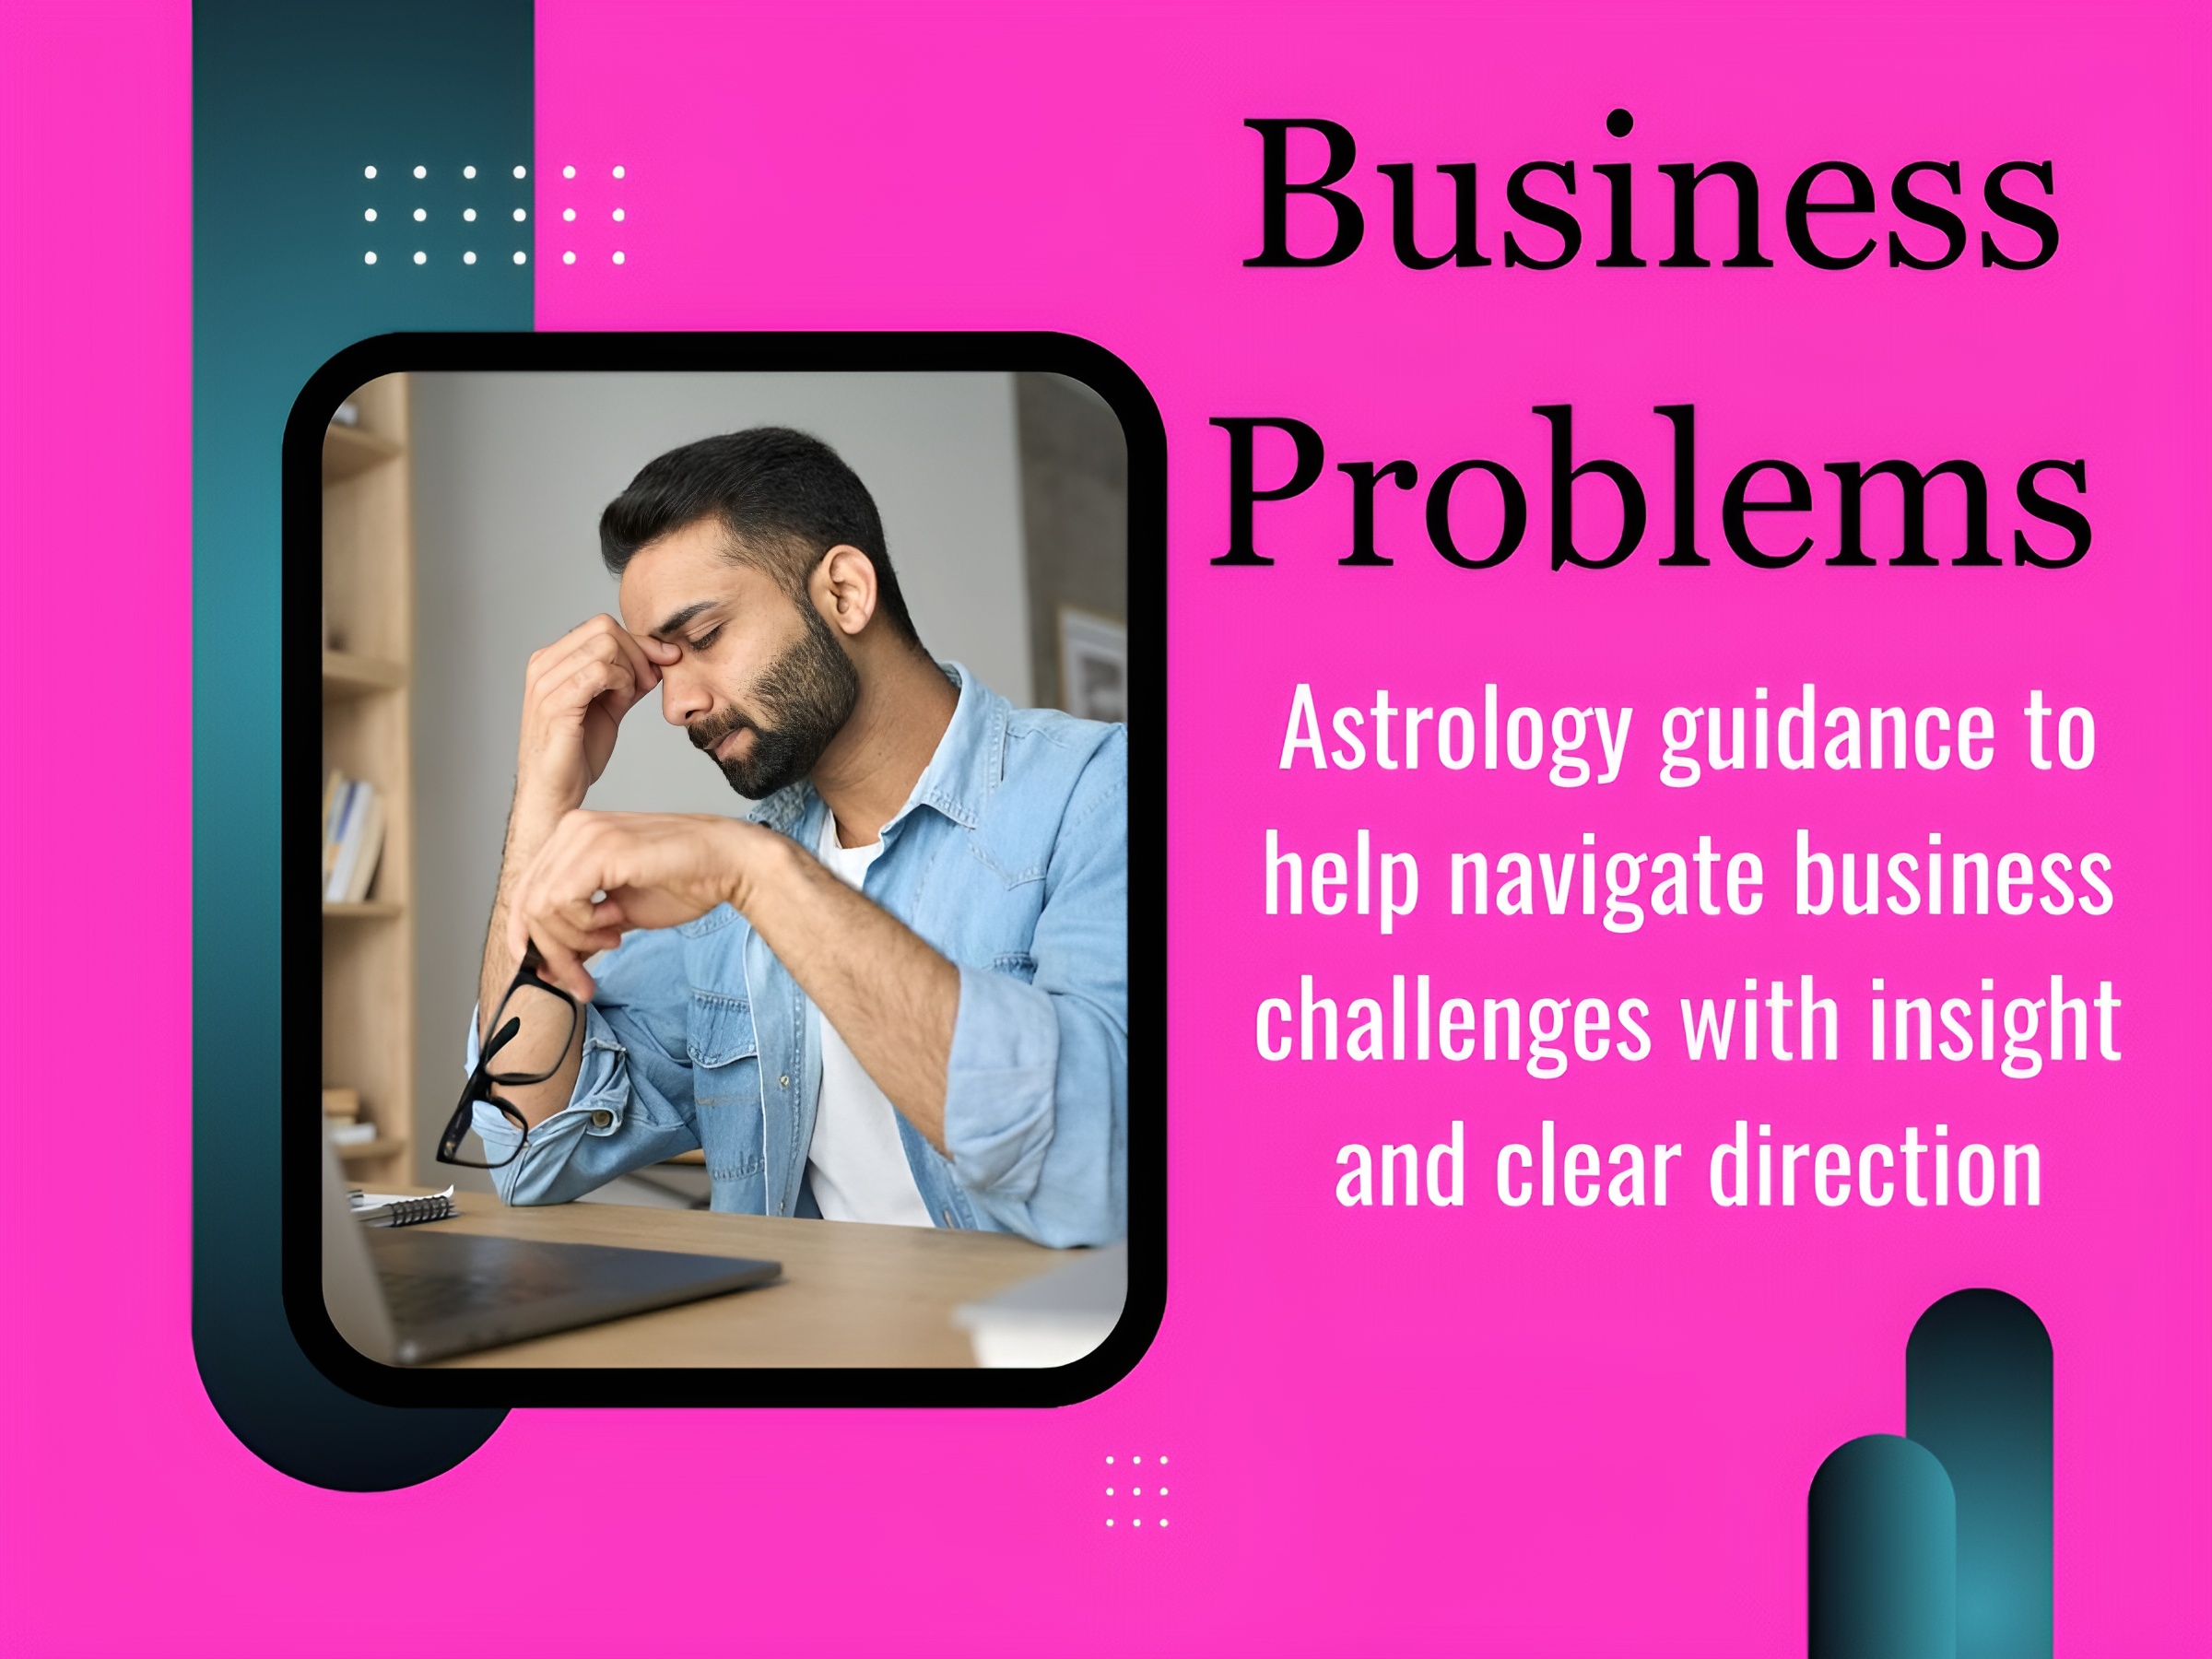 Business
Problems
Astrology guidance to
help navigate business
challenges with insight
and clear direction